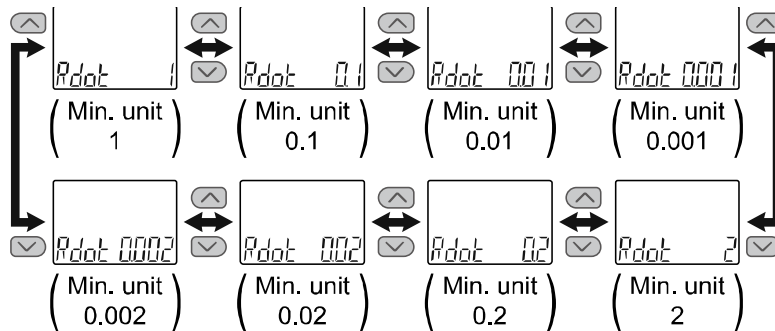 Rdot 1
Rdot 0.1
Rdot 0.01
Rdot 0.001
( Min. unit 1 )
( Min. unit 0.1 )
( Min. unit 0.01 )
( Min. unit 0.001 )
Rdot 0.002
Rdot 0.02
Rdot 0.2
Rdot 2
( Min. unit 0.002 )
( Min. unit 0.02 )
( Min. unit 0.2 )
( Min. unit 2 )